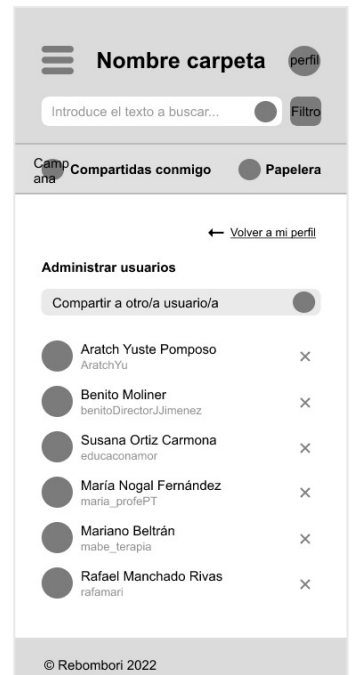 Nombre carpeta
perfil
Introduce el texto a buscar...
Filtro
Camp
ana
Compartidas conmigo
Papelera
Volver a mi perfil
Administrar usuarios
Compartir a otro/a usuario/a
Aratch Yuste Pomposo
AratchYu
Benito Moliner
benitoDirectorJJimenez
Susana Ortiz Carmona
educaconamor
María Nogal Fernández
maria_profePT
Mariano Beltrán
mabe_terapia
Rafael Manchado Rivas
rafamari
© Rebombori 2022